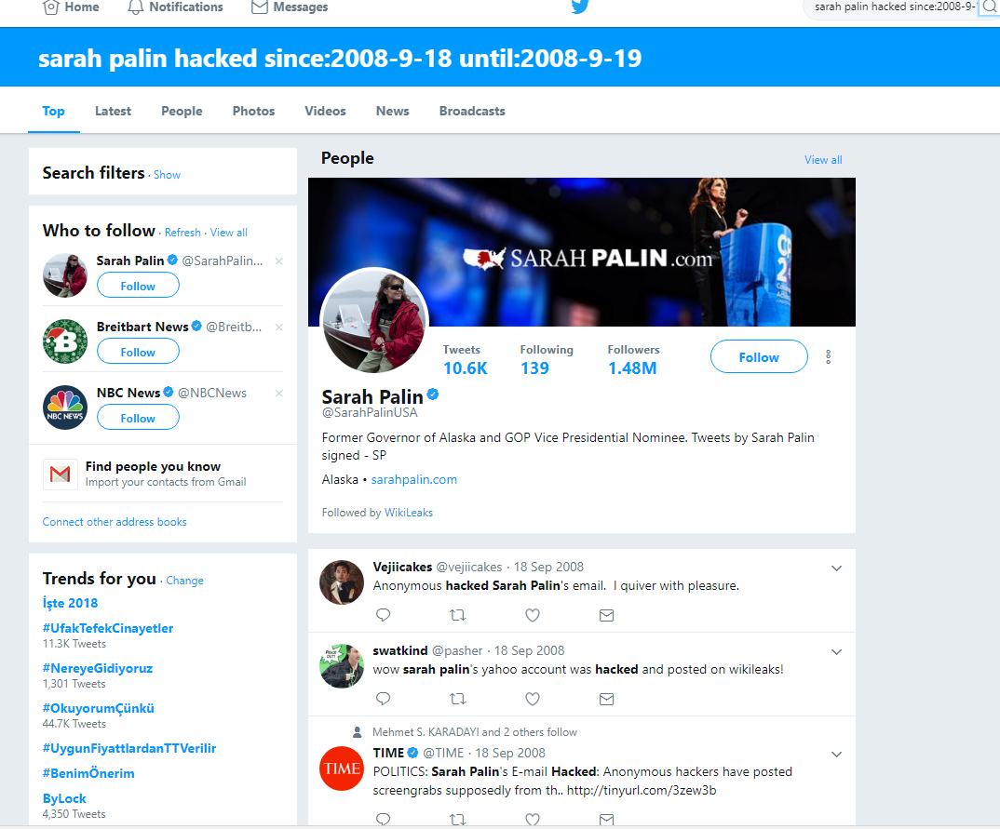 Home
Notifications
Messages
sarah palin hacked since:2008-9-
sarah palin hacked since:2008-9-18 until:2008-9-19
Top
Latest
People
Photos
Videos
News
Broadcasts
Search filters · Show
Who to follow · Refresh · View all
Sarah Palin @SarahPalin...
Follow
Breitbart News @Breitb...
B
Follow
NBC News @NBCNews
NBC NEWS
Follow
Find people you know
Import your contacts from Gmail
Connect other address books
Trends for you · Change
İşte 2018
#UfakTefekCinayetler
11.3K Tweets
#NereyeGidiyoruz
1,301 Tweets
#OkuyorumÇünkü
44.7K Tweets
#UygunFiyattlardanTTVerilir
#BenimÖnerim
ByLock
4,350 Tweets
People
View all
SARAH PALIN.com
Tweets
10.6K
Following
139
Followers
1.48M
Follow
Sarah Palin
@SarahPalinUSA
Former Governor of Alaska and GOP Vice Presidential Nominee. Tweets by Sarah Palin
signed - SP
Alaska • sarahpalin.com
Followed by WikiLeaks
Vejiicakes @vejiicakes · 18 Sep 2008
Anonymous hacked Sarah Palin's email. I quiver with pleasure.
swatkind @pasher · 18 Sep 2008
wow sarah palin's yahoo account was hacked and posted on wikileaks!
Mehmet S. KARADAYI and 2 others follow
TIME @TIME · 18 Sep 2008
TIME
POLITICS: Sarah Palin's E-mail Hacked: Anonymous hackers have posted
screengrabs supposedly from th.. http://tinyurl.com/3zew3b